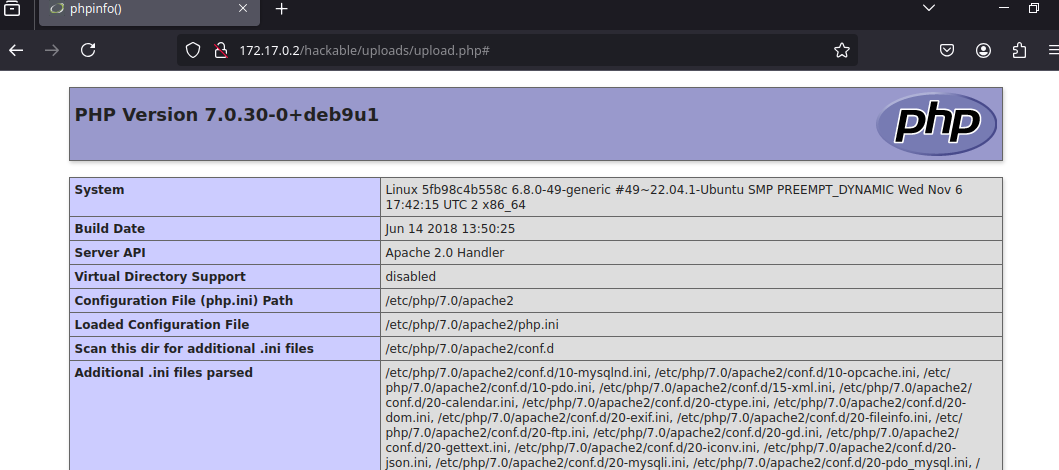 phpinfo()
172.17.0.2/hackable/uploads/upload.php#
PHP Version 7.0.30-0+deb9u1
php
System
Linux 5fb98c4b558c 6.8.0-49-generic #49~22.04.1-Ubuntu SMP PREEMPT_DYNAMIC Wed Nov 6
17:42:15 UTC 2 x86_64
Build Date
Jun 14 2018 13:50:25
Server API
Apache 2.0 Handler
Virtual Directory Support
disabled
Configuration File (php.ini) Path
/etc/php/7.0/apache2
Loaded Configuration File
/etc/php/7.0/apache2/php.ini
Scan this dir for additional .ini files
/etc/php/7.0/apache2/conf.d
Additional .ini files parsed
/etc/php/7.0/apache2/conf.d/10-mysqlnd.ini, /etc/php/7.0/apache2/conf.d/10-opcache.ini, /etc/
php/7.0/apache2/conf.d/10-pdo.ini, /etc/php/7.0/apache2/conf.d/15-xml.ini, /etc/php/7.0/apache2/
conf.d/20-calendar.ini, /etc/php/7.0/apache2/conf.d/20-ctype.ini, /etc/php/7.0/apache2/conf.d/20-
dom.ini, /etc/php/7.0/apache2/conf.d/20-exif.ini, /etc/php/7.0/apache2/conf.d/20-fileinfo.ini, /etc/
php/7.0/apache2/conf.d/20-ftp.ini, /etc/php/7.0/apache2/conf.d/20-gd.ini, /etc/php/7.0/apache2/
conf.d/20-gettext.ini, /etc/php/7.0/apache2/conf.d/20-iconv.ini, /etc/php/7.0/apache2/conf.d/20-
json.ini, /etc/php/7.0/apache2/conf.d/20-mysqli.ini, /etc/php/7.0/apache2/conf.d/20-pdo_mysql.ini, /